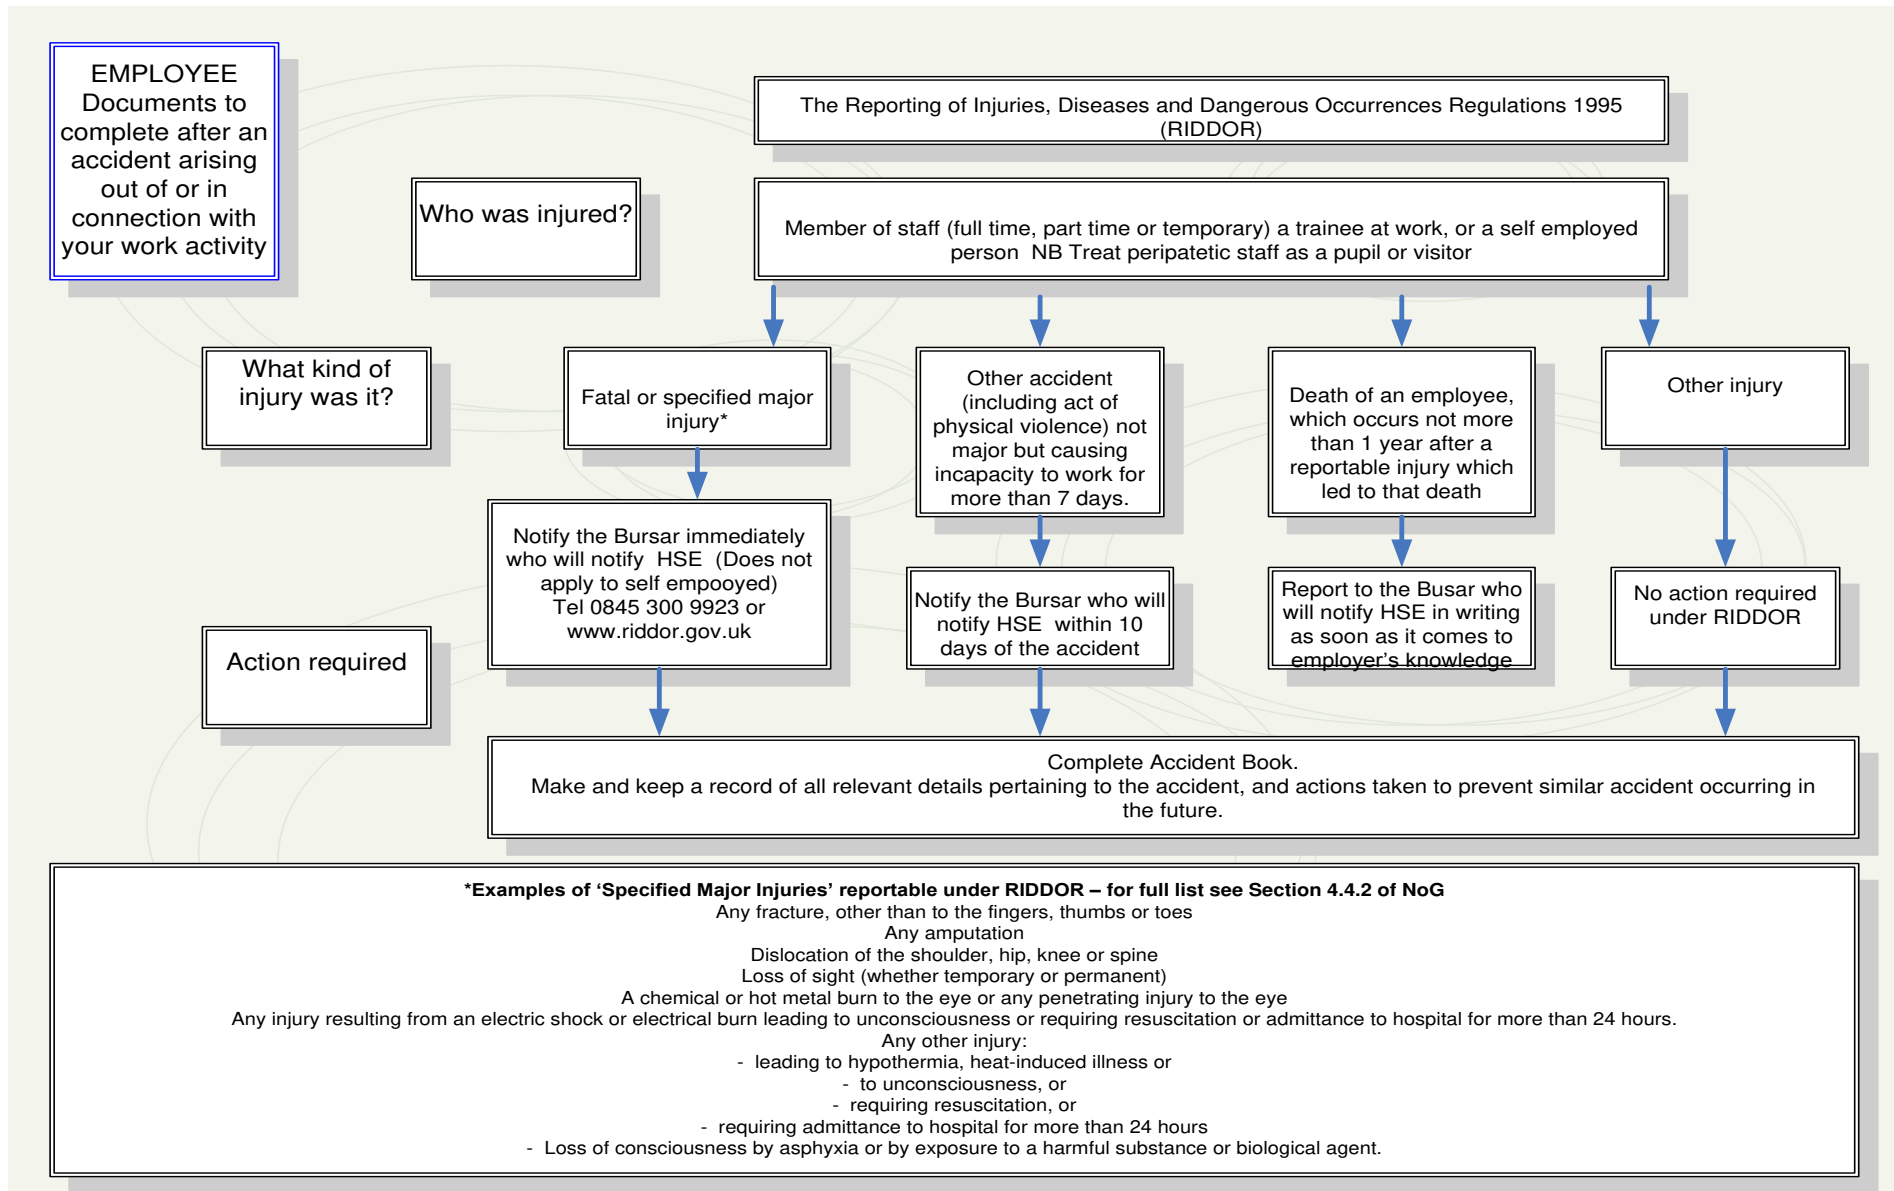 EMPLOYEE
Documents to
complete after an
accident arising
out of or in
connection with
your work activity
The Reporting of Injuries, Diseases and Dangerous Occurrences Regulations 1995
(RIDDOR)
Who was injured?
Member of staff (full time, part time or temporary) a trainee at work, or a self employed
person  NB Treat peripatetic staff as a pupil or visitor
What kind of
injury was it?
Fatal or specified major
injury*
Other accident
(including act of
physical violence) not
major but causing
incapacity to work for
more than 7 days.
Death of an employee,
which occurs not more
than 1 year after a
reportable injury which
led to that death
Other injury
Action required
Notify the Bursar immediately
who will notify  HSE  (Does not
apply to self empooyed)
Tel 0845 300 9923 or
www.riddor.gov.uk
Notify the Bursar who will
notify HSE  within 10
days of the accident
Report to the Busar who
will notify HSE in writing
as soon as it comes to
employer's knowledge
No action required
under RIDDOR
Complete Accident Book.
Make and keep a record of all relevant details pertaining to the accident, and actions taken to prevent similar accident occurring in
the future.
*Examples of ‘Specified Major Injuries’ reportable under RIDDOR – for full list see Section 4.4.2 of NoG
Any fracture, other than to the fingers, thumbs or toes
Any amputation
Dislocation of the shoulder, hip, knee or spine
Loss of sight (whether temporary or permanent)
A chemical or hot metal burn to the eye or any penetrating injury to the eye
Any injury resulting from an electric shock or electrical burn leading to unconsciousness or requiring resuscitation or admittance to hospital for more than 24 hours.
Any other injury:
-  leading to hypothermia, heat-induced illness or
-  to unconsciousness, or
-  requiring resuscitation, or
-  requiring admittance to hospital for more than 24 hours
-  Loss of consciousness by asphyxia or by exposure to a harmful substance or biological agent.